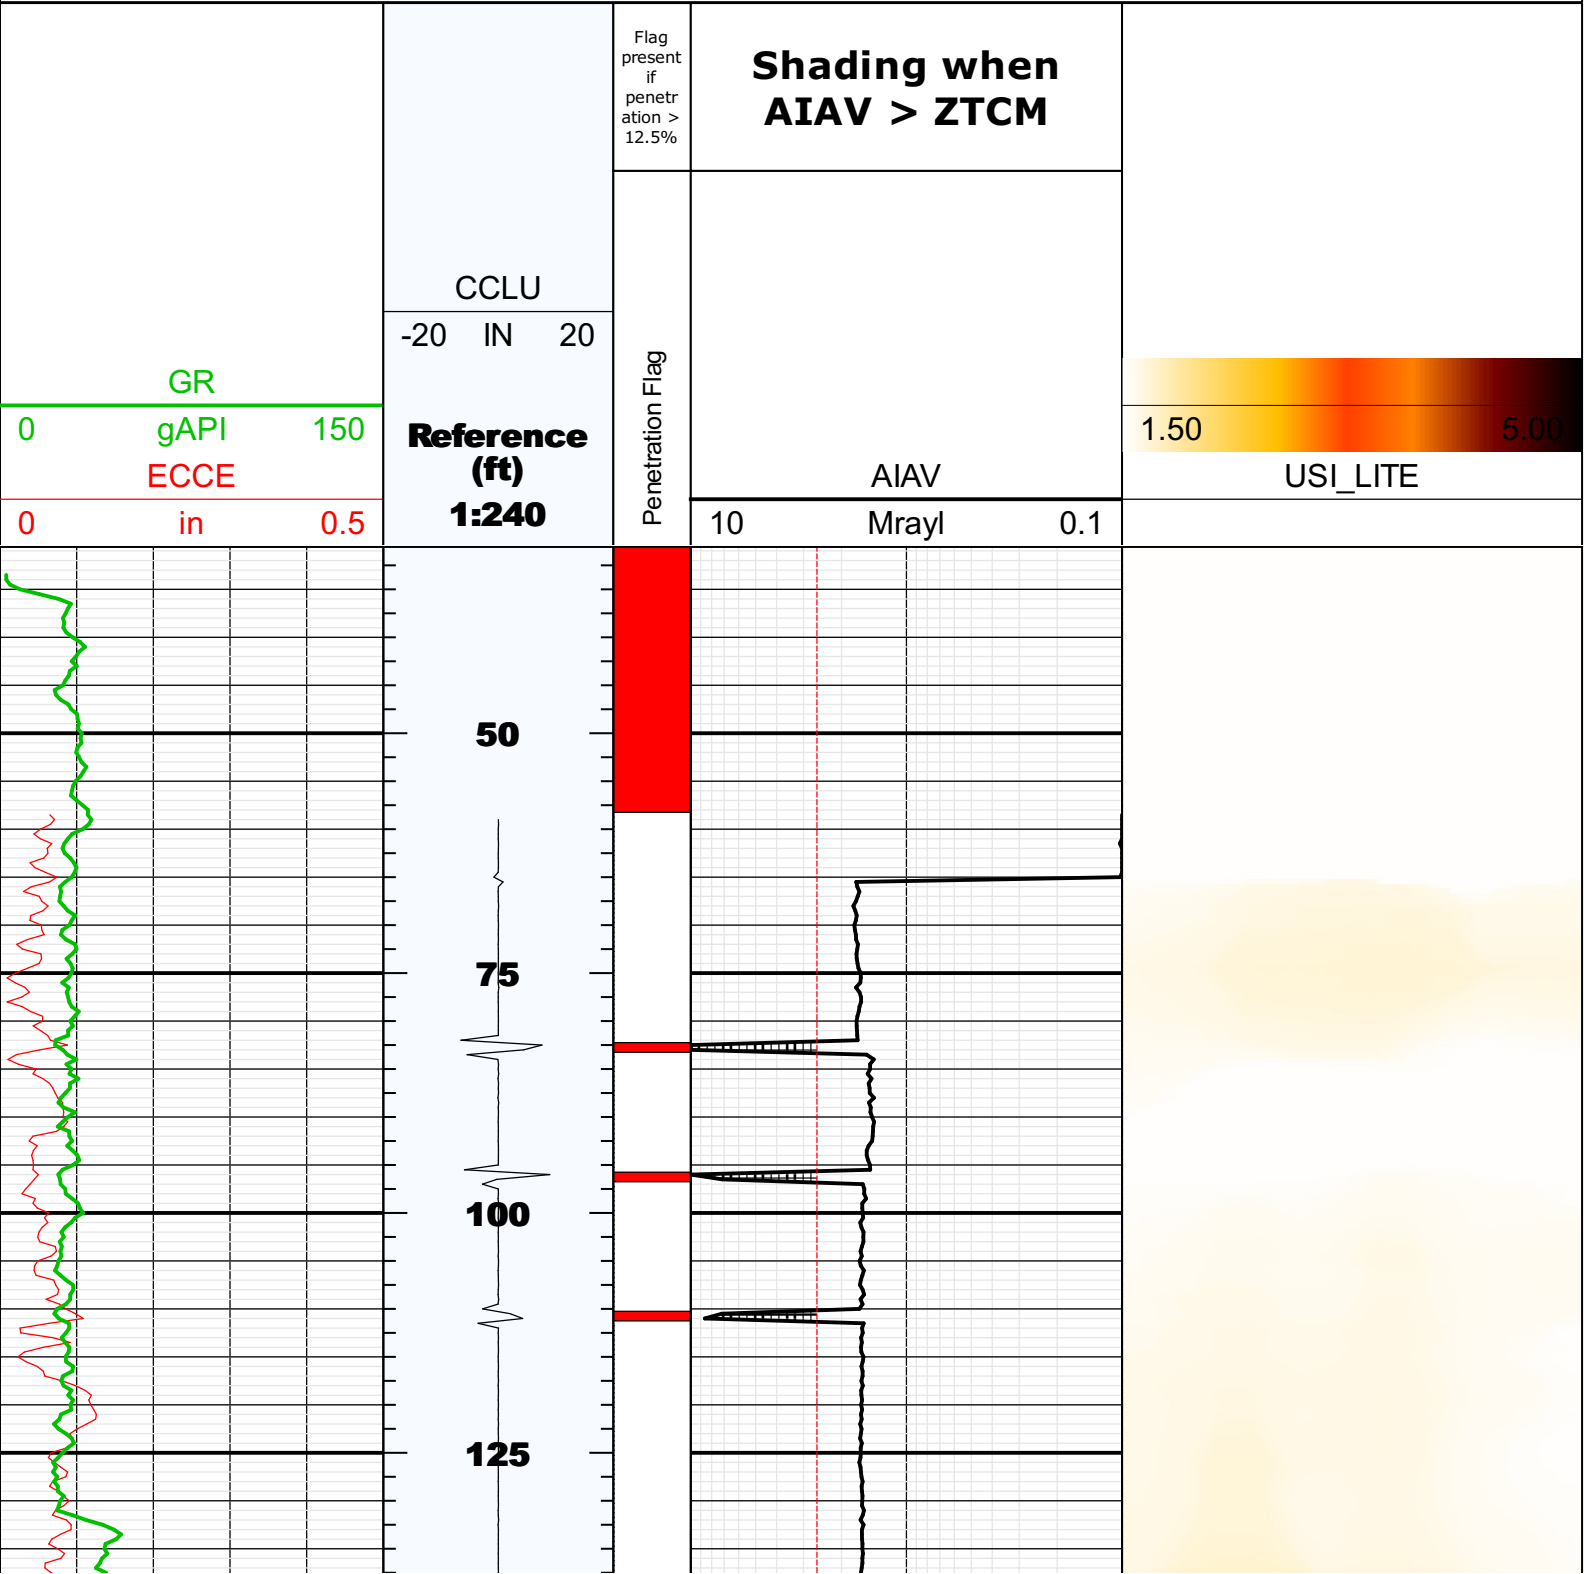 Flag
present
if
penetr
ation >
12.5%
Shading when
AIAV > ZTCM
CCLU
-20 IN 20
GR
0 gAPI 150
ECCE
0 in 0.5
Reference
(ft)
1:240
Penetration Flag
AIAV
10 Mrayl 0.1
1.50 5.00
USI_LITE
50
75
100
125